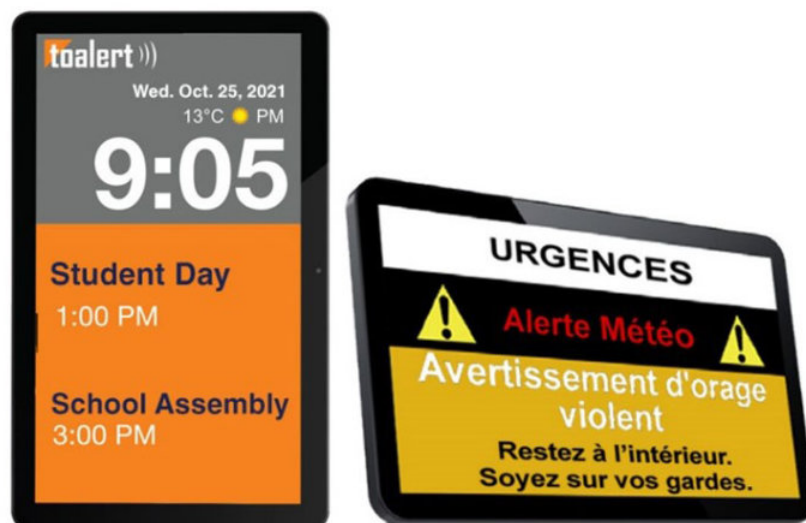 toalert
Wed. Oct. 25, 2021
13°C PM
9:05
Student Day
1:00 PM
School Assembly
3:00 PM
URGENCES
Alerte Météo
Avertissement d'orage
violent
Restez à l'intérieur.
Soyez sur vos gardes.